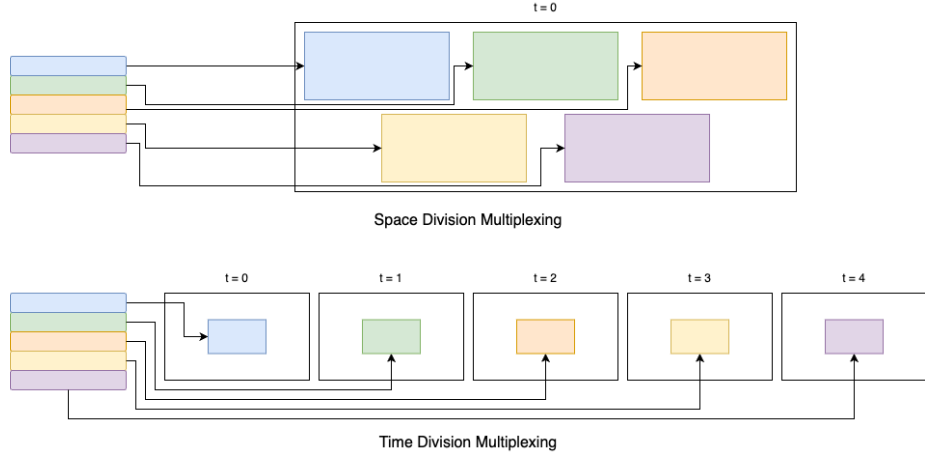 t = 0
Space Division Multiplexing
t = 0
t = 1
t = 2
t = 3
t = 4
Time Division Multiplexing